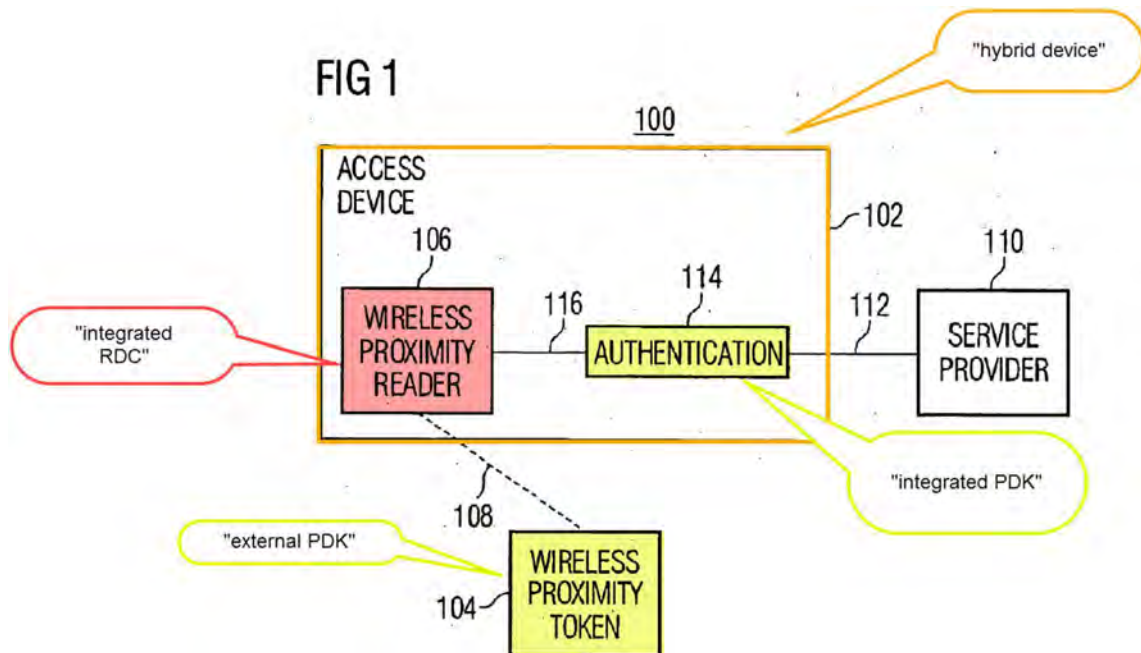 "hybrid device"
FIG 1
100
ACCESS
DEVICE
102
106
114
110
"integrated
RDC"
WIRELESS
PROXIMITY
READER
116
AUTHENTICATION
112
SERVICE
PROVIDER
"integrated PDK"
108
"external PDK"
104
WIRELESS
PROXIMITY
TOKEN